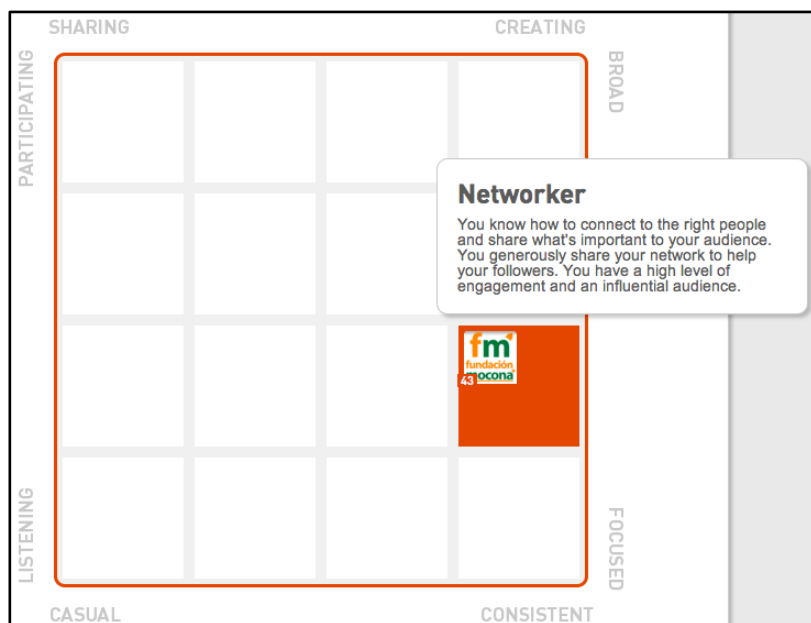 SHARING
CREATING
PARTICIPATING
BROAD
Networker
You know how to connect to the right people
and share what's important to your audience.
You generously share your network to help
your followers. You have a high level of
engagement and an influential audience.
fm
fundación
mocona
43
LISTENING
FOCUSED
CASUAL
CONSISTENT